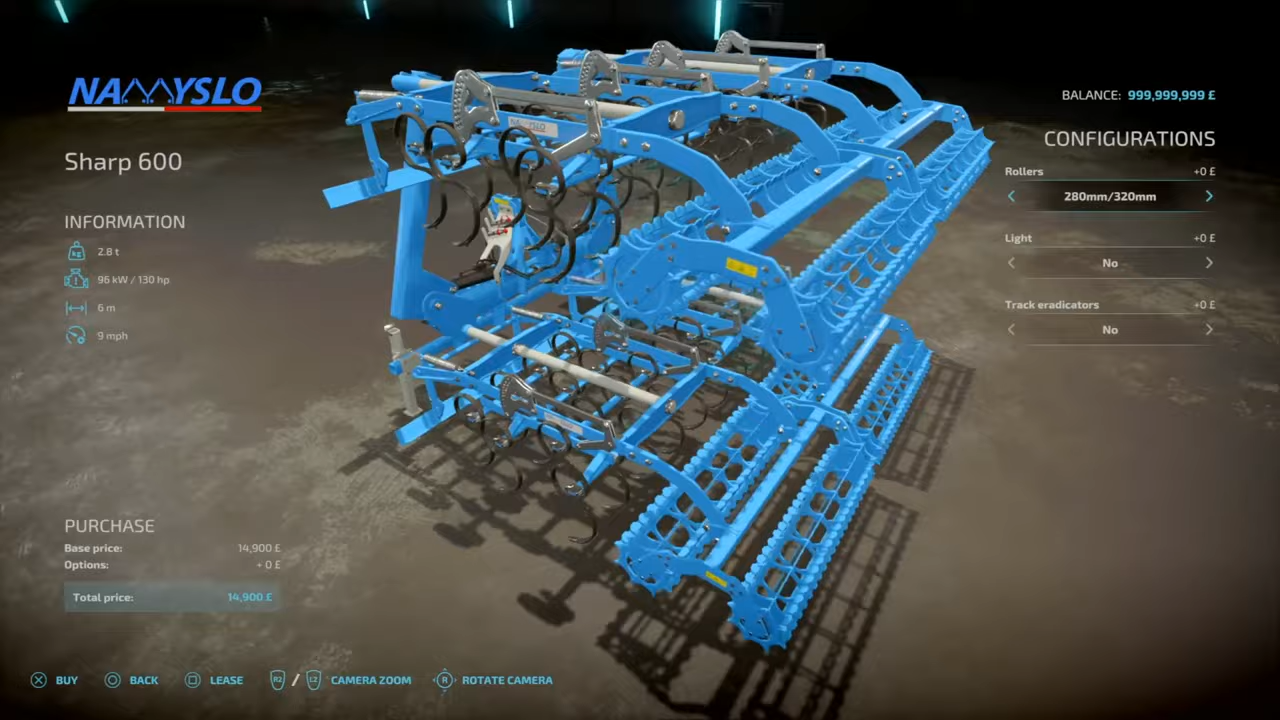 NAMYSLO
Sharp 600
INFORMATION
2.8 t
96 kW / 130 hp
6 m
9 mph
PURCHASE
Base price: 14,900 £
Options: + 0 £
Total price: 14,900 £
BALANCE: 999,999,999 £
CONFIGURATIONS
Rollers +0 £
280mm/320mm
Light +0 £
No
Track eradicators +0 £
No
BUY BACK LEASE R2 / L2 CAMERA ZOOM R ROTATE CAMERA